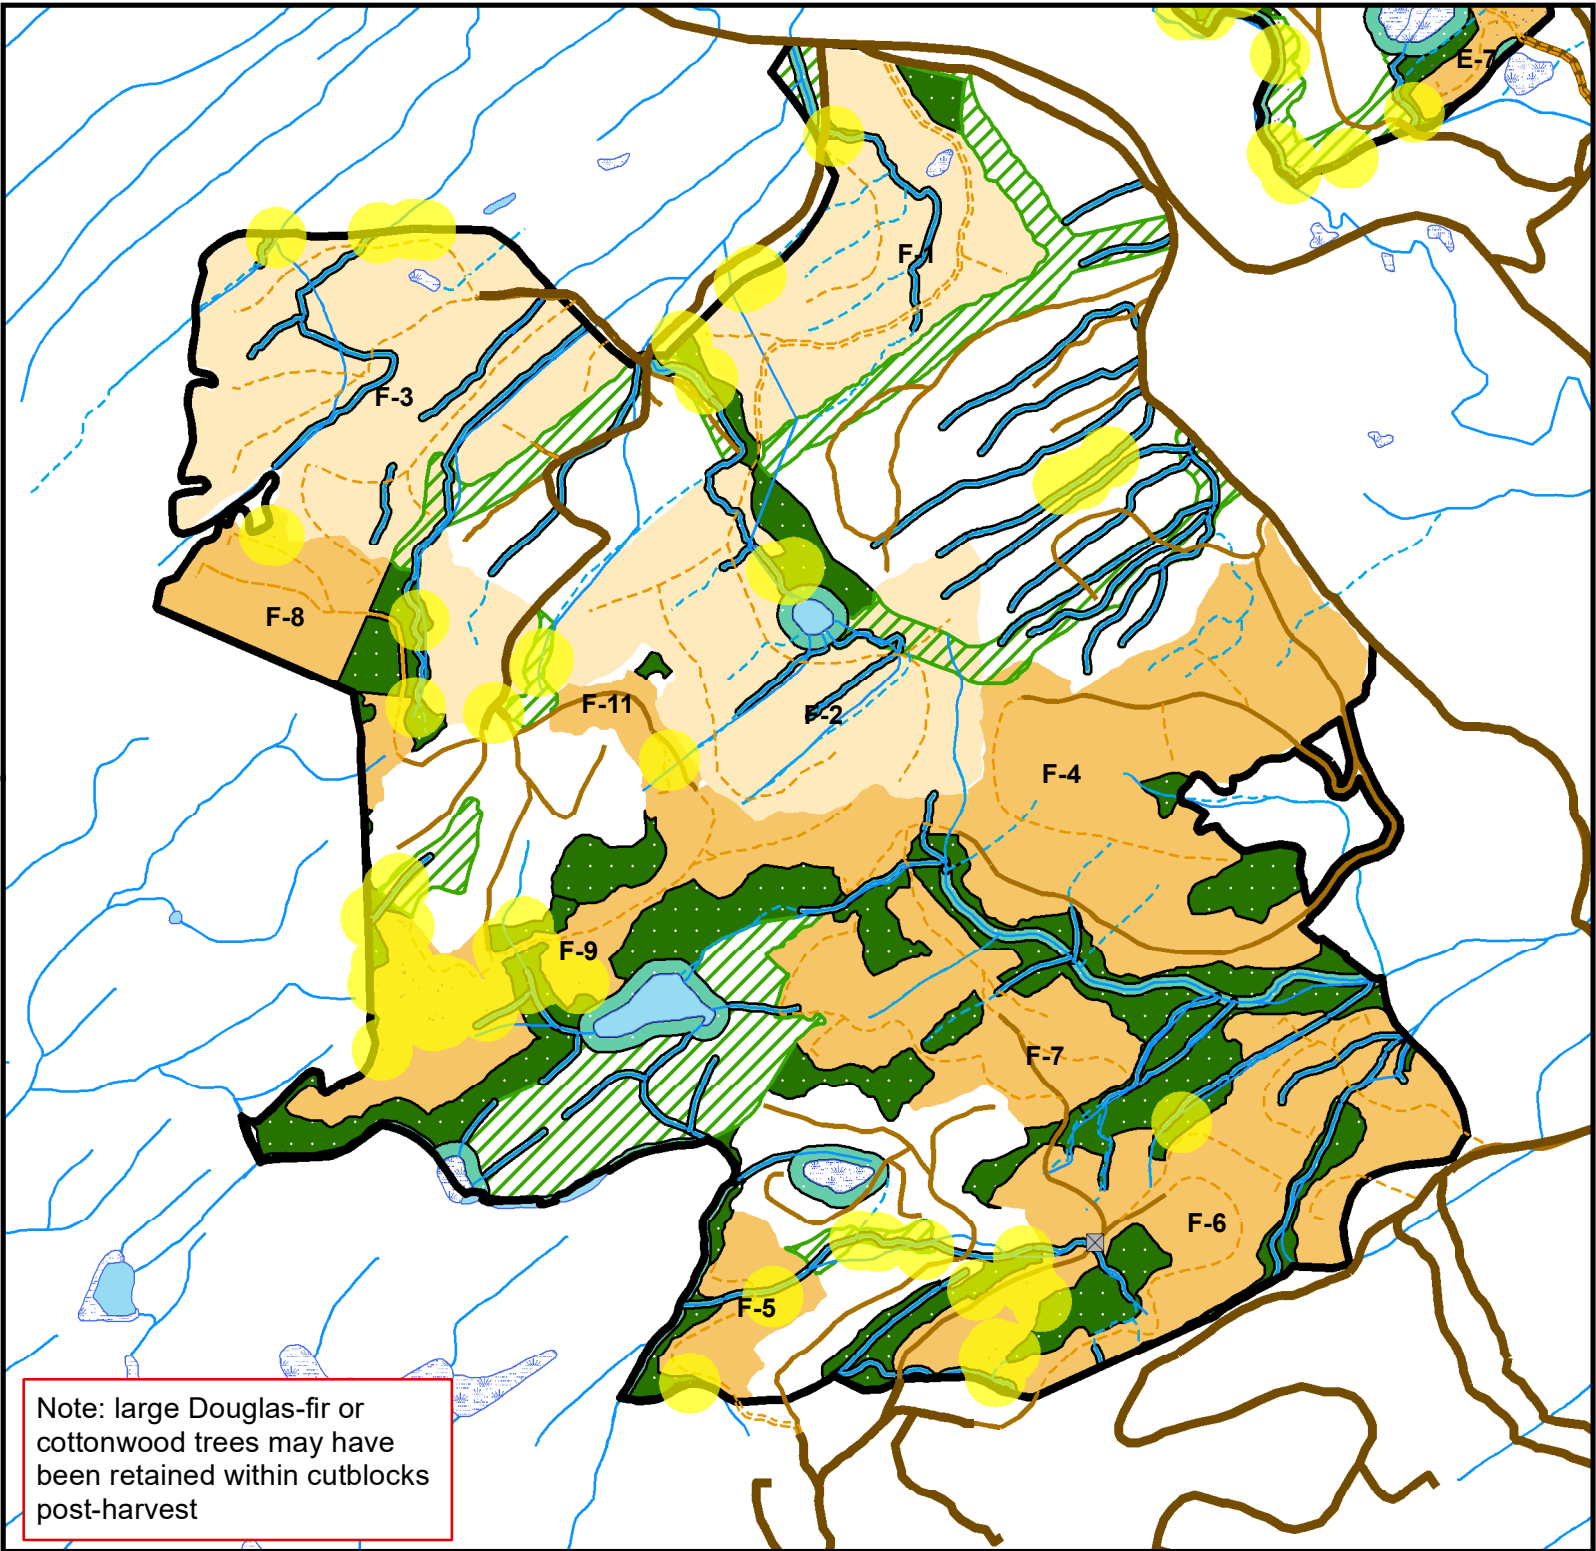 E-7
F-1
F-3
F-8
F-11
F-2
F-4
F-9
F-7
F-6
F-5
Note: large Douglas-fir or
cottonwood trees may have
been retained within cutblocks
post-harvest